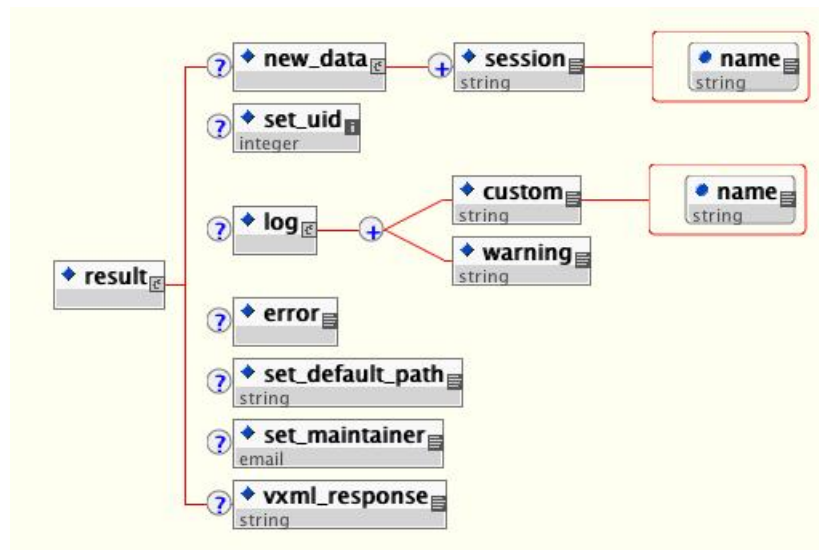 ? new_data + session name
string string
? set_uid
integer
custom name
string string
? log +
warning
string
result
? error
? set_default_path
string
? set_maintainer
email
? vxml_response
string